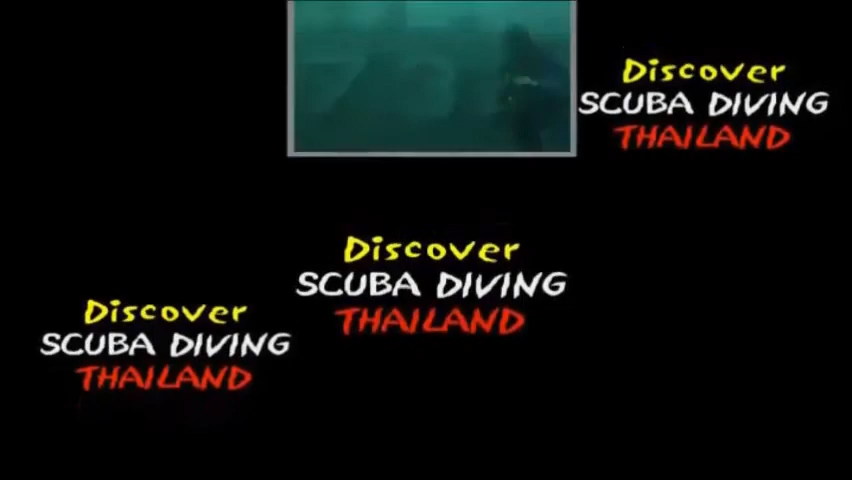 Discover
SCUBA DIVING
THAILAND
Discover
SCUBA DIVING
THAILAND
Discover
SCUBA DIVING
THAILAND